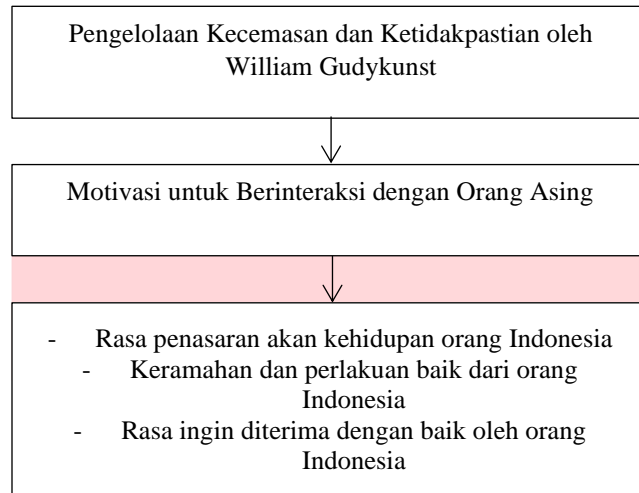 Pengelolaan Kecemasan dan Ketidakpastian oleh
William Gudykunst
Motivasi untuk Berinteraksi dengan Orang Asing
- Rasa penasaran akan kehidupan orang Indonesia
- Keramahan dan perlakuan baik dari orang
Indonesia
- Rasa ingin diterima dengan baik oleh orang
Indonesia